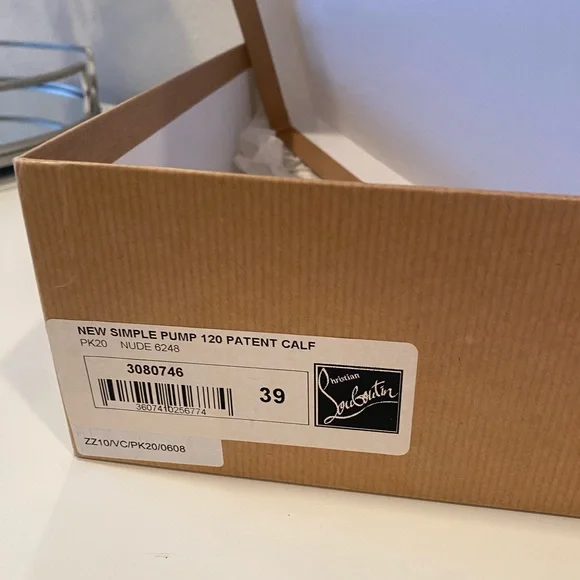 NEW SIMPLE PUMP 120 PATENT CALF
PK20 NUDE 6248
3080746
3607410256774
39
Christian
Louboutin
ZZ10/VC/PK20/0608